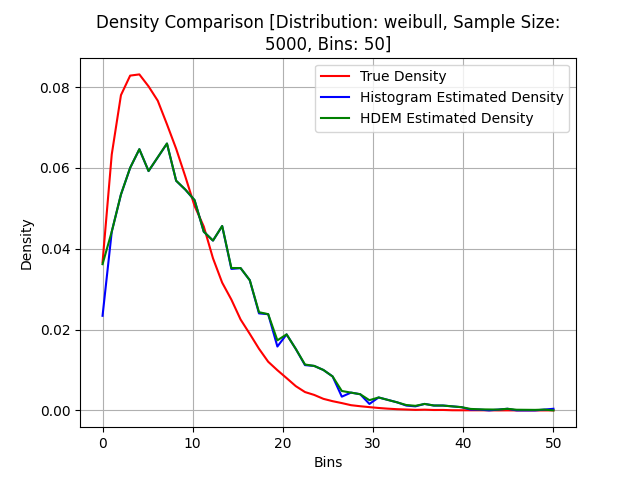 Density Comparison [Distribution: weibull, Sample Size:
5000, Bins: 50]
True Density
Histogram Estimated Density
HDEM Estimated Density
Density
0.08
0.06
0.04
0.02
0.00
0
10
20
30
40
50
Bins